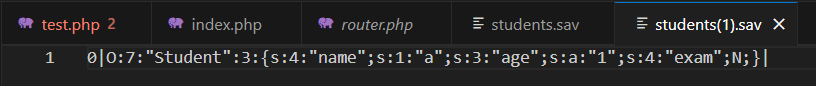 test.php 2 index.php router.php students.sav students(1).sav
1 0|O:7:"Student":3:{s:4:"name";s:1:"a";s:3:"age";s:a:"1";s:4:"exam";N;}|